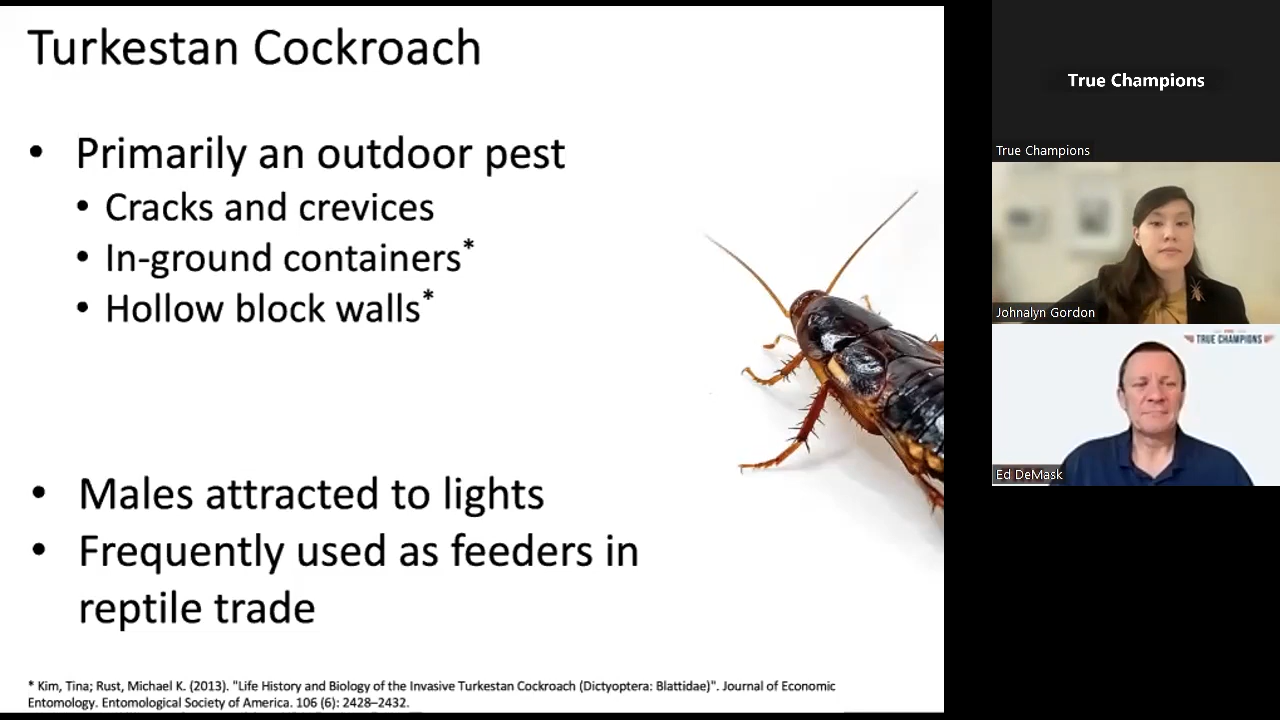 Turkestan Cockroach
• Primarily an outdoor pest
• Cracks and crevices
• In-ground containers*
• Hollow block walls*
• Males attracted to lights
• Frequently used as feeders in
reptile trade
* Kim, Tina; Rust, Michael K. (2013). "Life History and Biology of the Invasive Turkestan Cockroach (Dictyoptera: Blattidae)". Journal of Economic
Entomology. Entomological Society of America. 106 (6): 2428–2432.
True Champions
True Champions
Johnalyn Gordon
TRUE CHAMPIONS
Ed DeMask